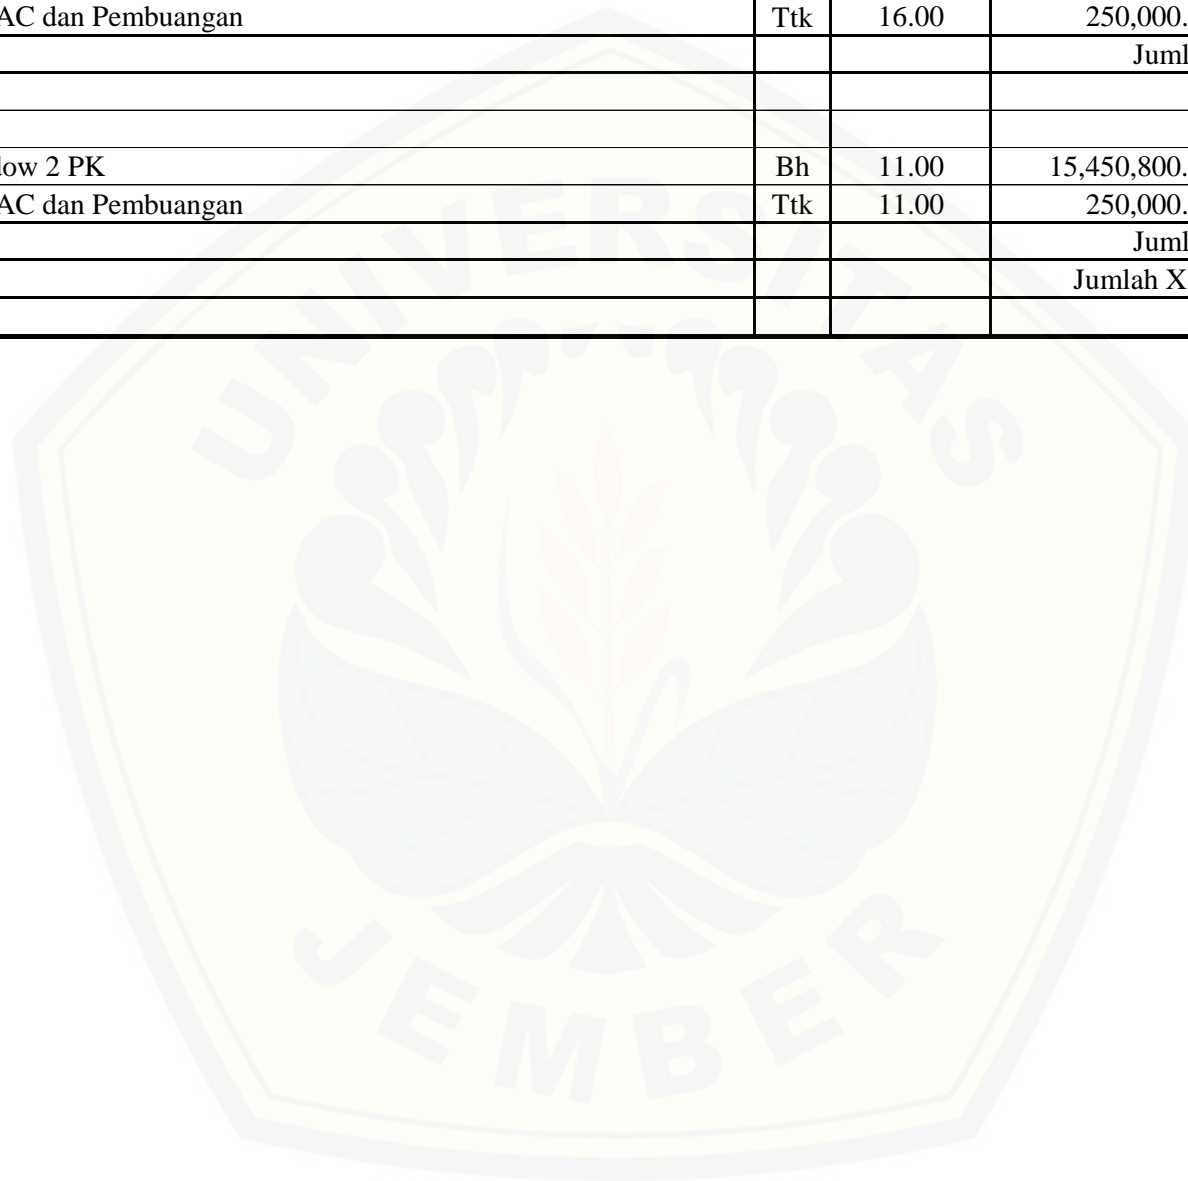 AC dan Pembuangan Ttk 16.00 250,000.
Juml
low 2 PK Bh 11.00 15,450,800.
AC dan Pembuangan Ttk 11.00 250,000.
Juml
Jumlah X
UNIVERSITAS
JEMBER